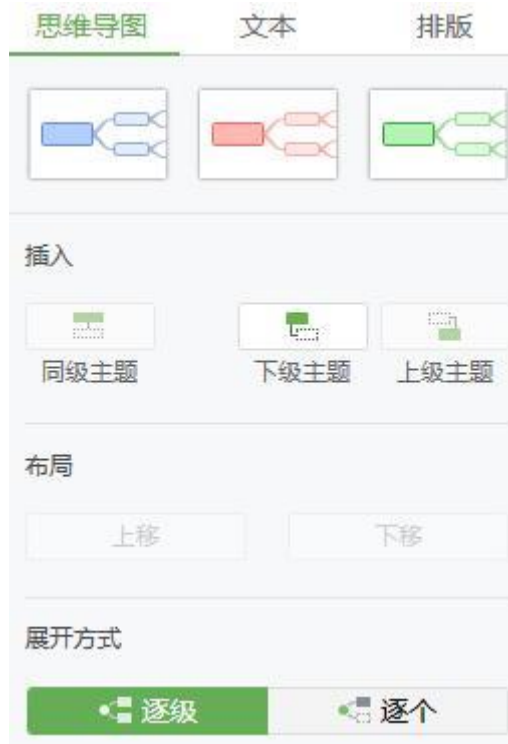 思维导图 文本 排版
插入
同级主题 下级主题 上级主题
布局
上移 下移
展开方式
逐级 逐个